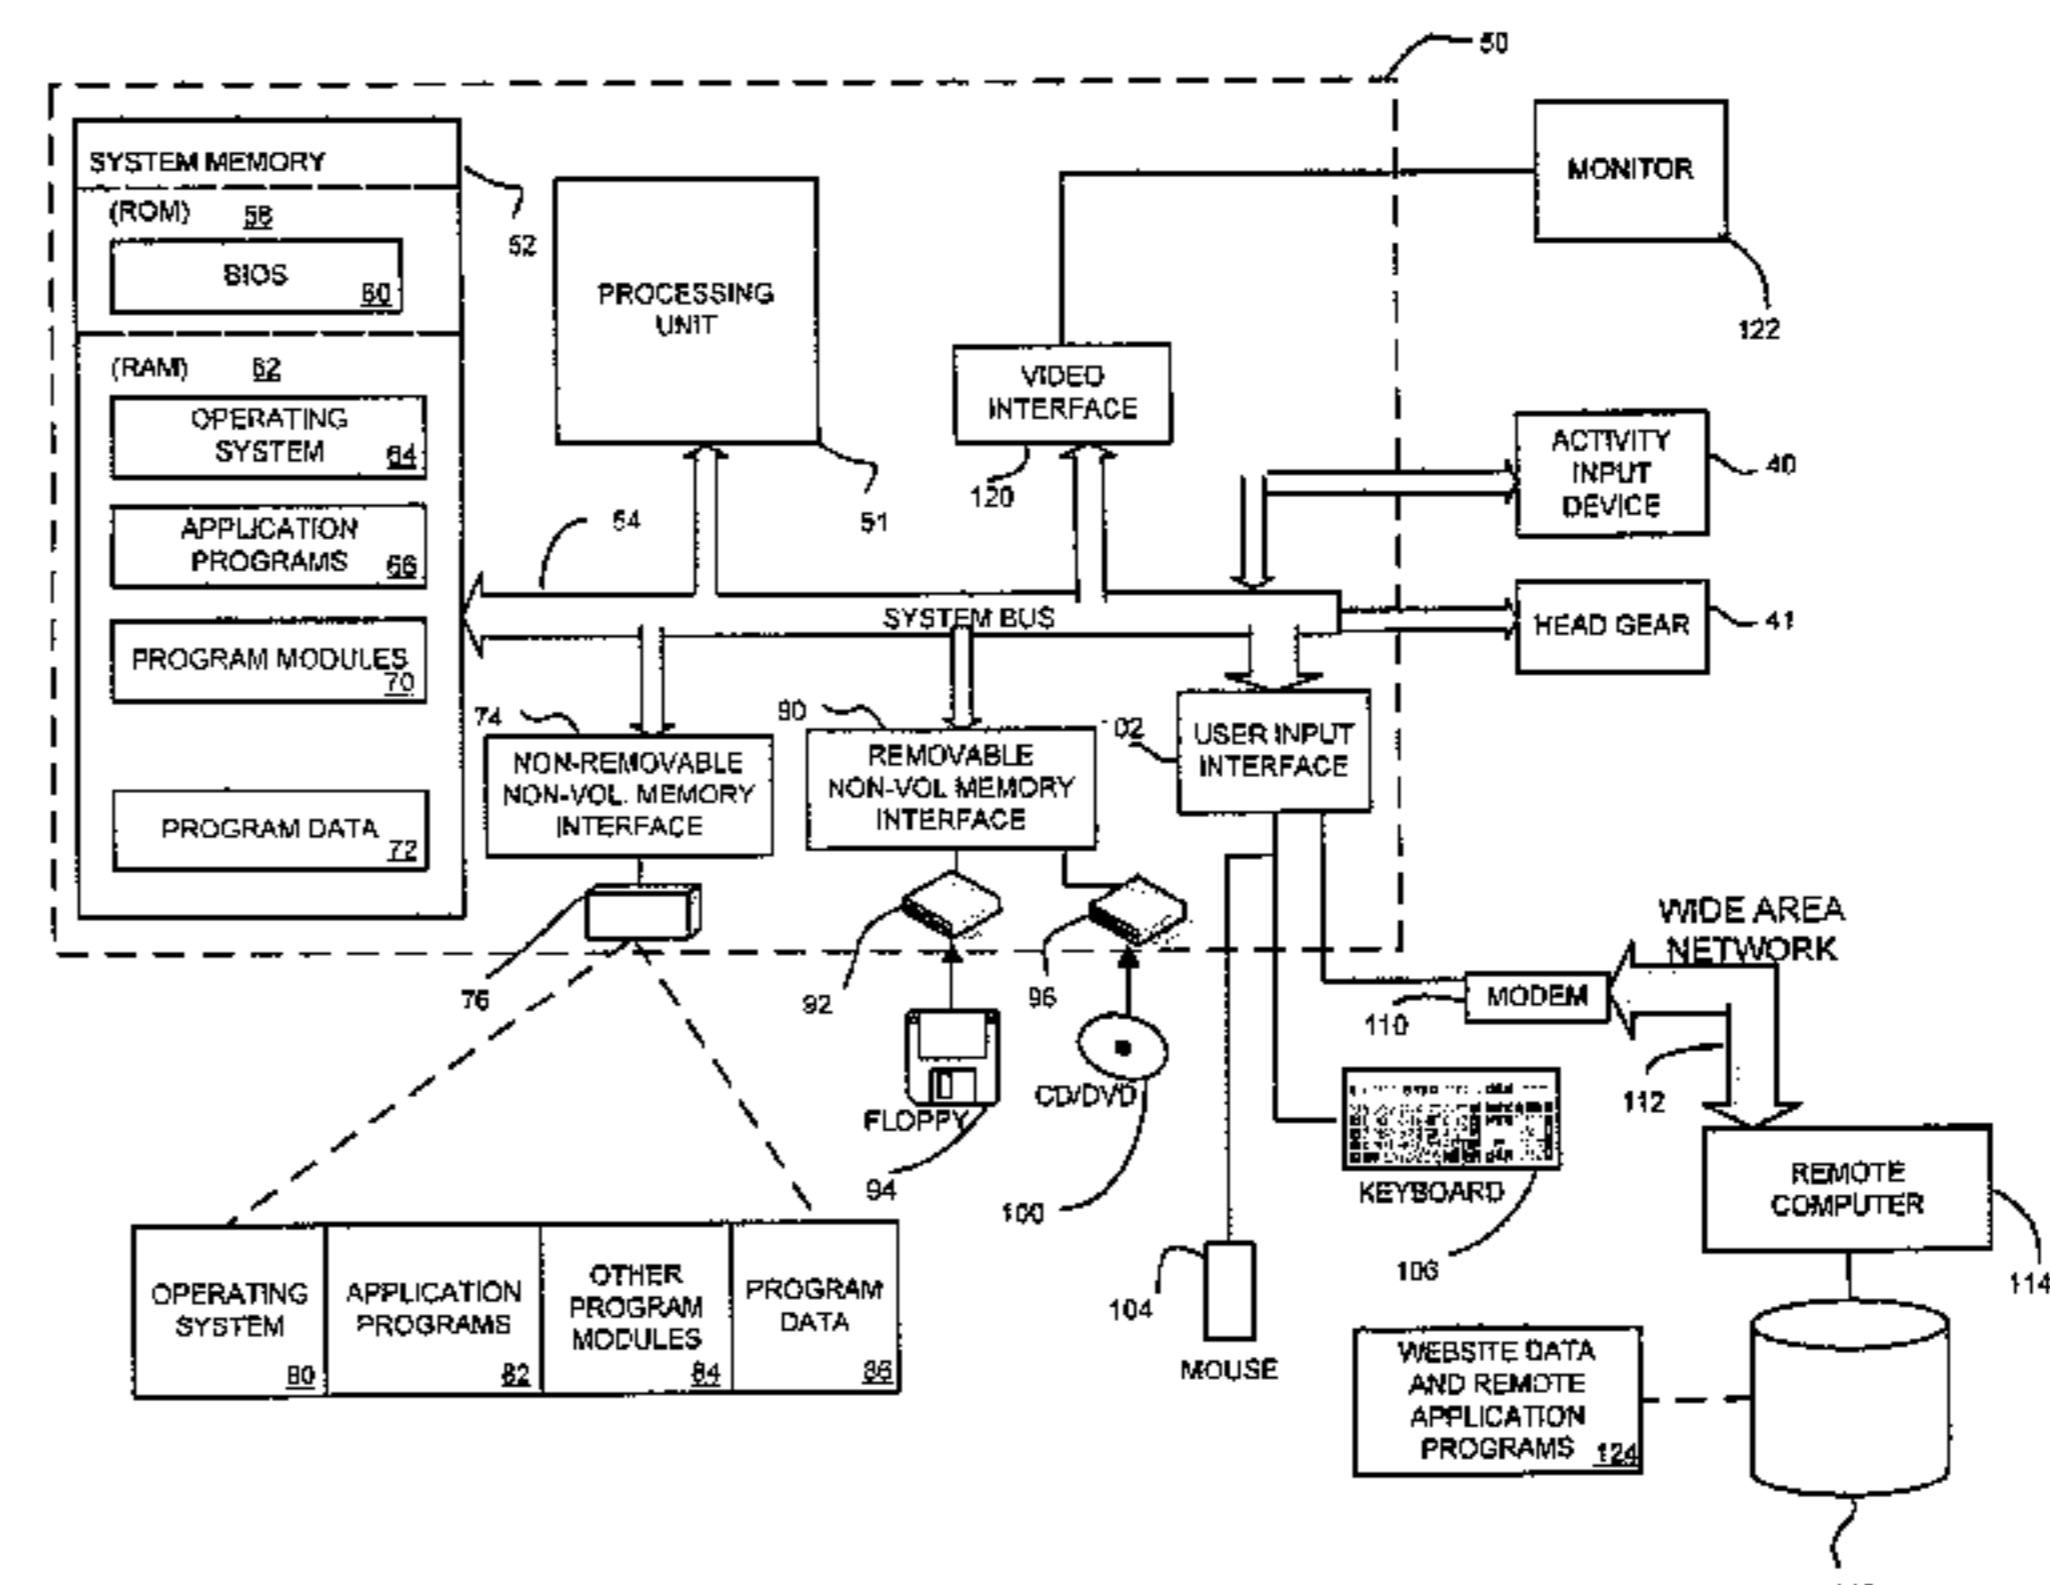 50
SYSTEM MEMORY
(ROM) 58
BIOS
60
52
PROCESSING
UNIT
51
MONITOR
122
(RAM) 62
OPERATING
SYSTEM 64
APPLICATION
PROGRAMS 66
PROGRAM MODULES
70
PROGRAM DATA
72
VIDEO
INTERFACE
120
ACTIVITY
INPUT
DEVICE
40
54
SYSTEM BUS
HEAD GEAR
41
74
NON-REMOVABLE
NON-VOL. MEMORY
INTERFACE
90
REMOVABLE
NON-VOL MEMORY
INTERFACE
102
USER INPUT
INTERFACE
76
92
96
WIDE AREA
NETWORK
MODEM
110
112
FLOPPY
94
CD/DVD
100
KEYBOARD
106
104
MOUSE
REMOTE
COMPUTER
114
OPERATING
SYSTEM
80
APPLICATION
PROGRAMS
82
OTHER
PROGRAM
MODULES
84
PROGRAM
DATA
86
WEBSITE DATA
AND REMOTE
APPLICATION
PROGRAMS 124